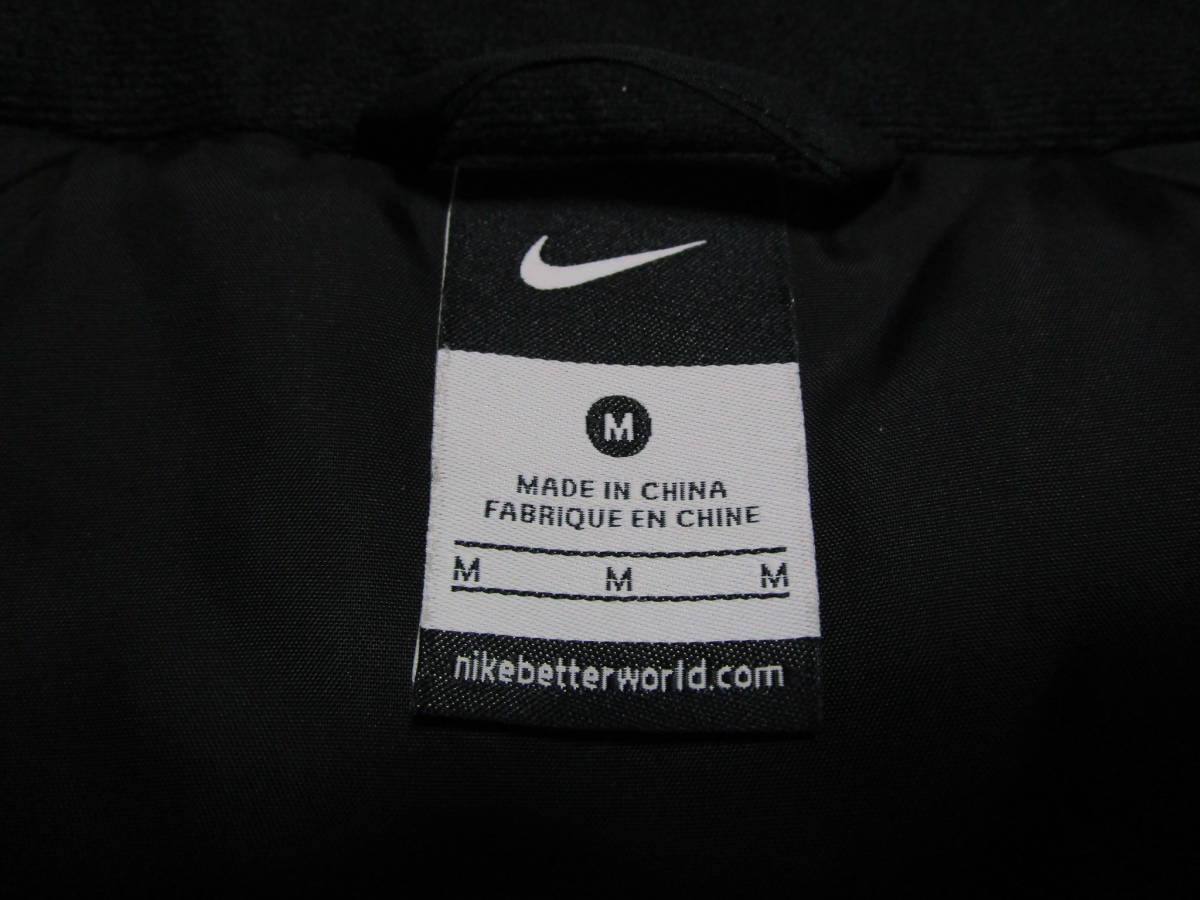 M
MADE IN CHINA
FABRIQUE EN CHINE
M M M
nikebetterworld.com